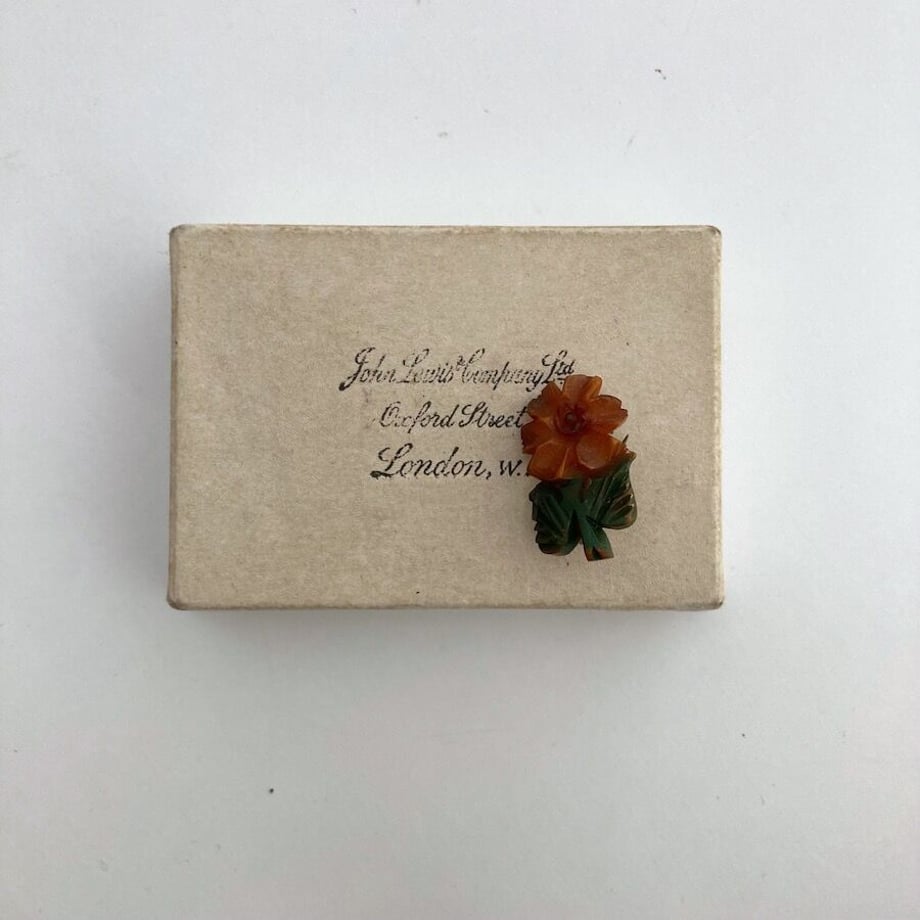 John Lewis & Company Ltd
Oxford Street
London, W.